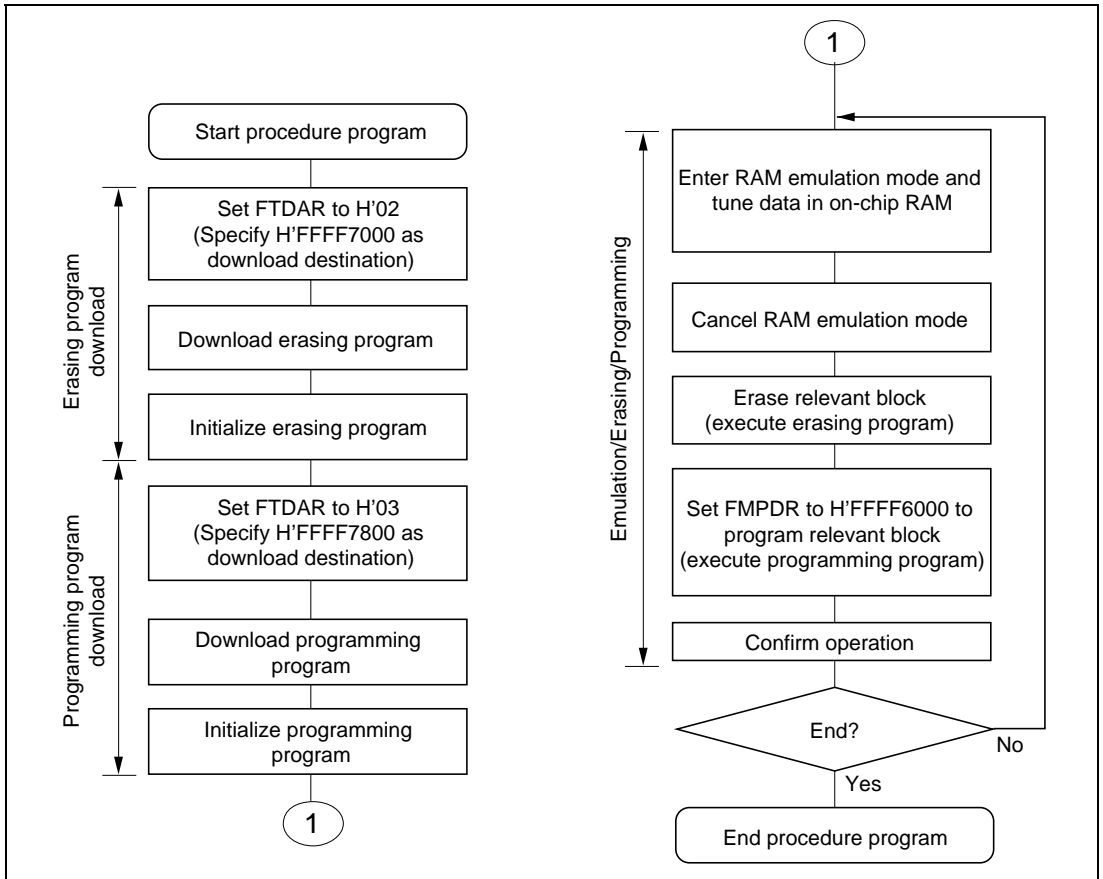 Start procedure program
Erasing program
download
Set FTDAR to H'02
(Specify H'FFFF7000 as
download destination)
Download erasing program
Initialize erasing program
Programming program
download
Set FTDAR to H'03
(Specify H'FFFF7800 as
download destination)
Download programming
program
Initialize programming
program
1
1
Emulation/Erasing/Programming
Enter RAM emulation mode and
tune data in on-chip RAM
Cancel RAM emulation mode
Erase relevant block
(execute erasing program)
Set FMPDR to H'FFFF6000 to
program relevant block
(execute programming program)
Confirm operation
End?
No
Yes
End procedure program